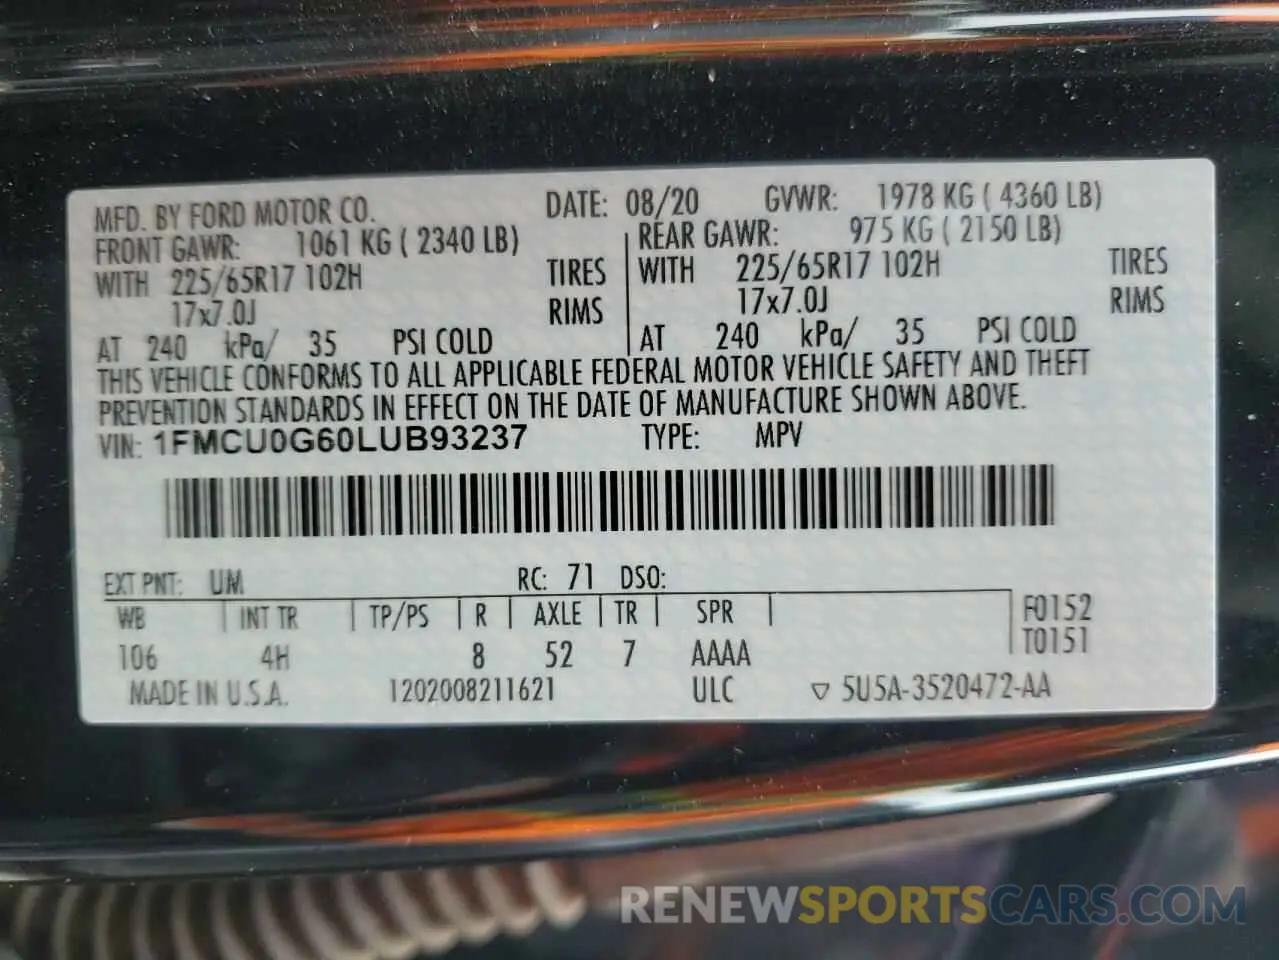 MFD. BY FORD MOTOR CO. DATE: 08/20 GVWR: 1978 KG ( 4360 LB)
FRONT GAWR: 1061 KG ( 2340 LB) REAR GAWR: 975 KG ( 2150 LB)
WITH 225/65R17 102H TIRES WITH 225/65R17 102H TIRES
17x7.0J RIMS 17x7.0J RIMS
AT 240 kPa/ 35 PSI COLD AT 240 kPa/ 35 PSI COLD
THIS VEHICLE CONFORMS TO ALL APPLICABLE FEDERAL MOTOR VEHICLE SAFETY AND THEFT
PREVENTION STANDARDS IN EFFECT ON THE DATE OF MANUFACTURE SHOWN ABOVE.
VIN: 1FMCU0G60LUB93237 TYPE: MPV
EXT PNT: UM RC: 71 DSO:
WB INT TR TP/PS R AXLE TR SPR F0152
106 4H 8 52 7 AAAA T0151
MADE IN U.S.A. 1202008211621 ULC ▽ 5U5A-3520472-AA
RENEWSPORTSCARS.COM